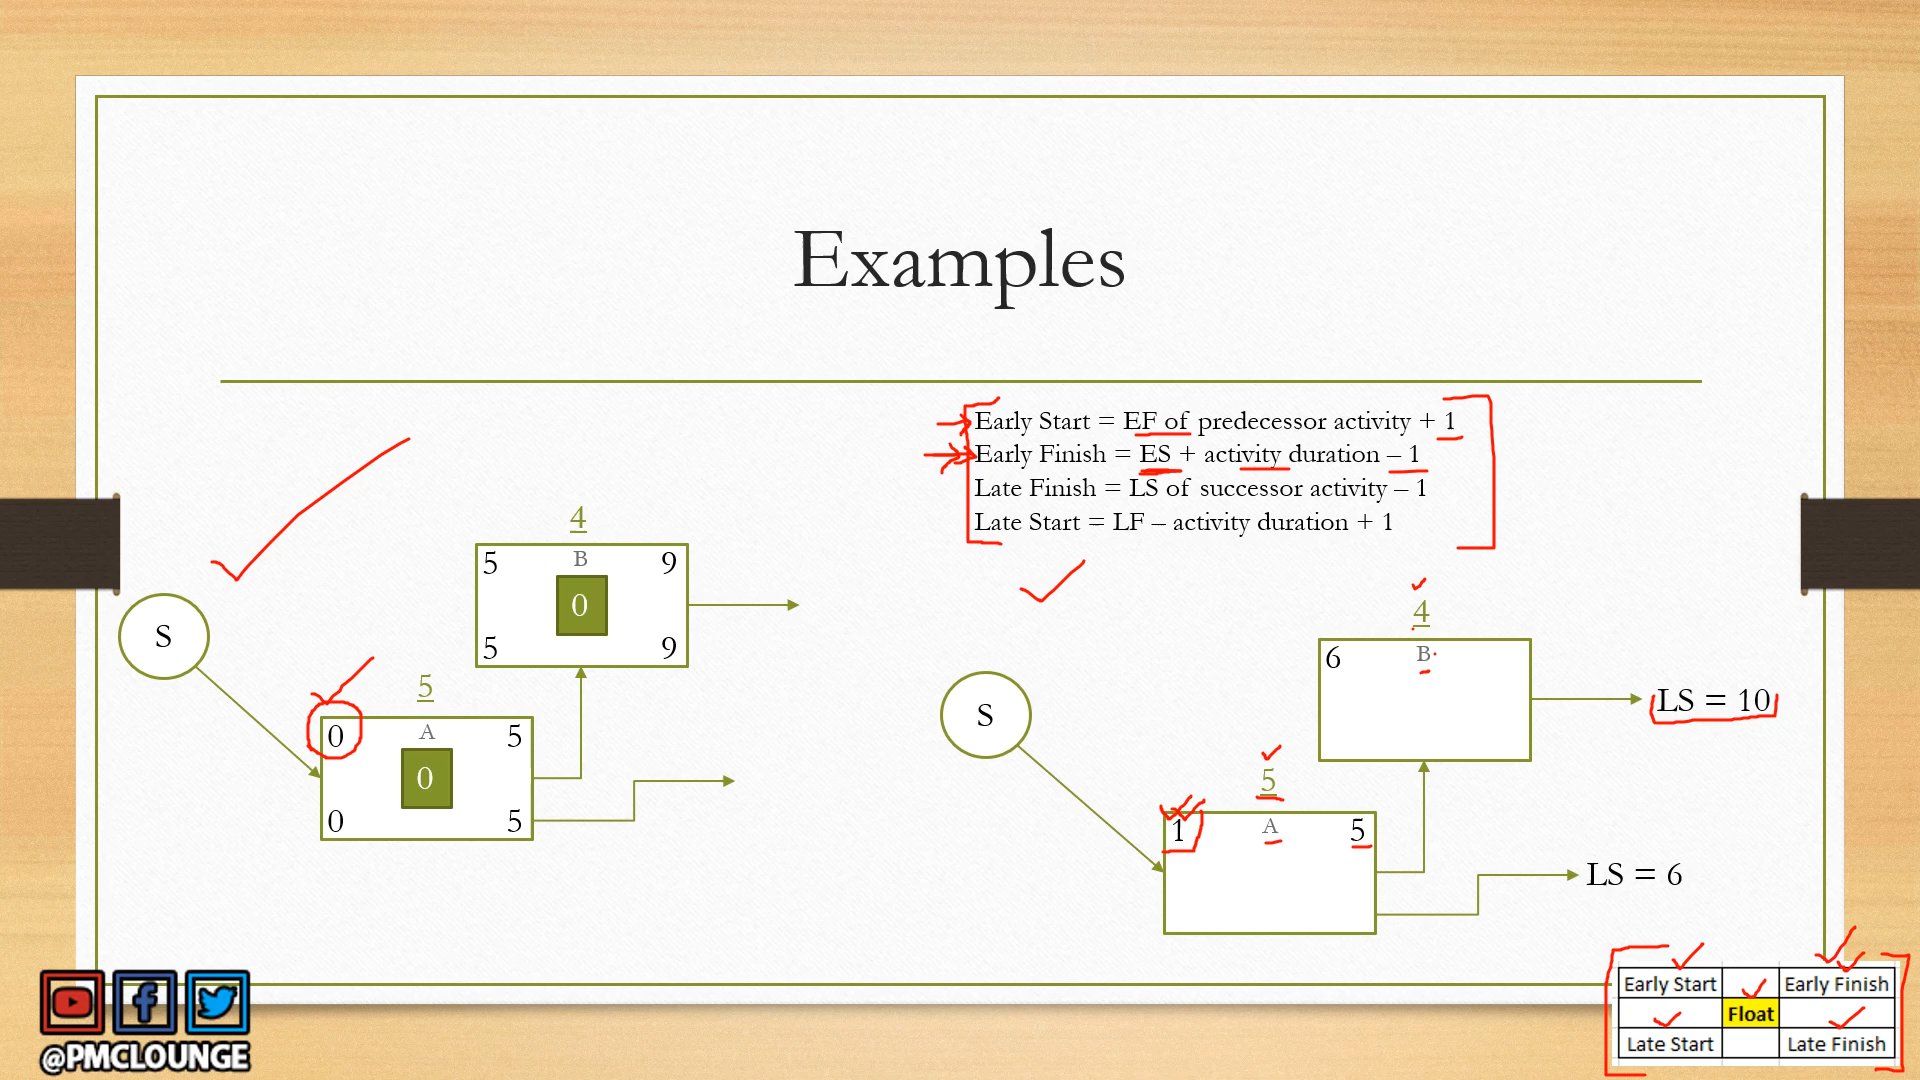 Examples
Early Start = EF of predecessor activity + 1
Early Finish = ES + activity duration – 1
Late Finish = LS of successor activity – 1
Late Start = LF – activity duration + 1
S
4
5 B 9
0
5 9
5
0 A 5
0
0 5
S
4
6 B
LS = 10
5
1 A 5
LS = 6
Early Start Early Finish
Float
Late Start Late Finish
@PMCLOUNGE